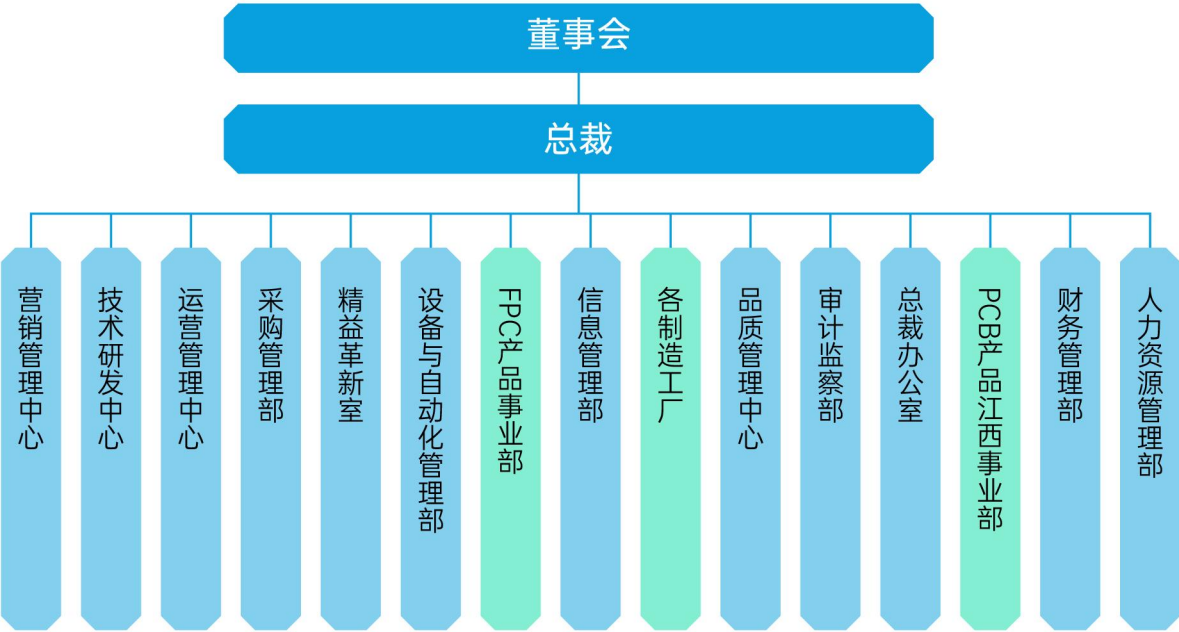 董事会
总裁
营销管理中心
技术研发中心
运营管理中心
采购管理部
精益革新室
设备与自动化管理部
FPC产品事业部
信息管理部
各制造工厂
品质管理中心
审计监察部
总裁办公室
PCB产品江西事业部
财务管理部
人力资源管理部